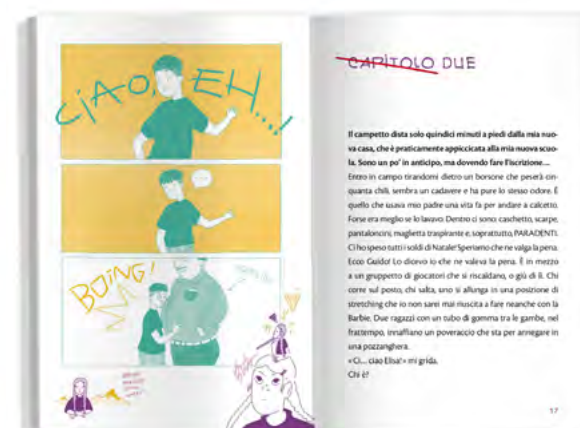 CIAO, EH...!
BOING!
CAPITOLO DUE
Il campetto dista solo quindici minuti a piedi dalla mia nuo-
va casa, che è praticamente appiccicata alla mia nuova scuo-
la. Sono un po' in anticipo, ma dovendo fare l'iscrizione...
Entro in campo tirandomi dietro un borsone che peserà cin-
quanta chili, sembra un cadavere e ha pure lo stesso odore. È
quello che usava mio padre una vita fa per andare a calcetto.
Forse era meglio se lo lavavo. Dentro ci sono: caschetto, scarpe,
pantaloncini, maglietta traspirante e, soprattutto, PARADENTI.
Ci ho speso tutti i soldi di Natale! Speriamo che ne valga la pena.
Ecco Guido! Lo dicevo io che ne valeva la pena. È in mezzo
a un gruppetto di giocatori che si riscaldano, o giù di lì. Chi
corre sul posto, chi salta, uno si allunga in una posizione di
stretching che io non sarei mai riuscita a fare neanche con la
Barbie. Due ragazzi con un tubo di gomma tra le gambe, nel
frattempo, innaffiano un poveraccio che sta per annegare in
una pozzanghera.
«Ci... ciao Elisa!» mi grida.
Chi è?
17